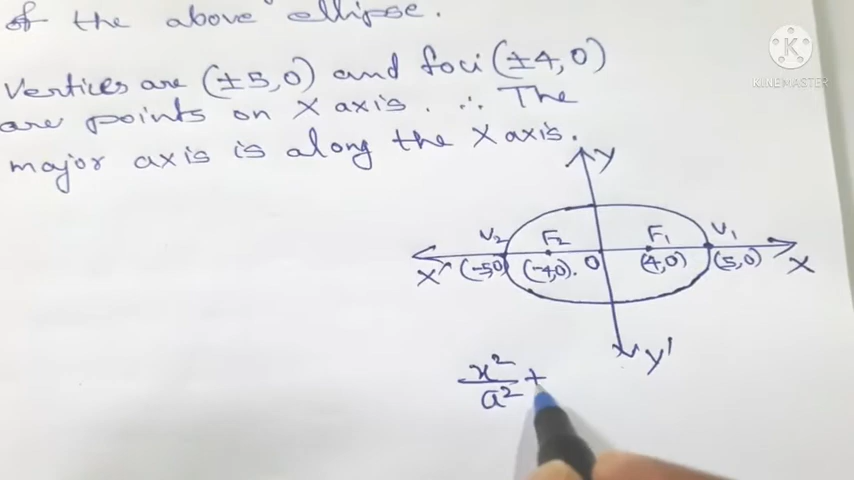 of the above ellipse.
Vertices are (±5,0) and foci (±4,0)
are points on X axis. ∴ The
major axis is along the X axis.
Y
V₂ F₂ F₁ V₁
X' (-5,0) (-4,0). O (4,0) (5,0) X
Y'
x²/a² +
K
KINEMASTER